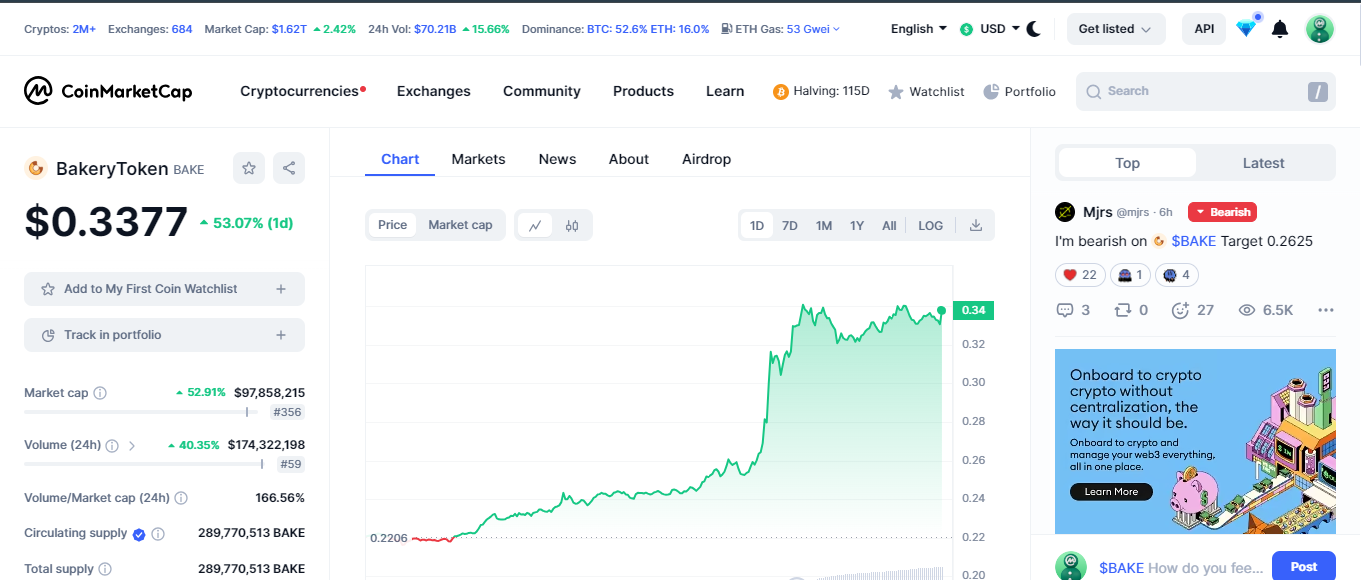 Cryptos: 2M+ Exchanges: 684 Market Cap: $1.62T 2.42% 24h Vol: $70.21B 15.66% Dominance: BTC: 52.6% ETH: 16.0% ETH Gas: 53 Gwei English USD Get listed API
CoinMarketCap Cryptocurrencies Exchanges Community Products Learn Halving: 115D Watchlist Portfolio Search /
BakeryToken BAKE
$0.3377 53.07% (1d)
Add to My First Coin Watchlist +
Track in portfolio +
Market cap 52.91% $97,858,215
#356
Volume (24h) 40.35% $174,322,198
#59
Volume/Market cap (24h) 166.56%
Circulating supply 289,770,513 BAKE
Total supply 289,770,513 BAKE
Chart Markets News About Airdrop
Price Market cap 1D 7D 1M 1Y All LOG
0.34
0.32
0.30
0.28
0.26
0.24
0.2206 0.22
0.20
Top Latest
Mjrs @mjrs · 6h Bearish
I'm bearish on $BAKE Target 0.2625
22 1 4
3 0 27 6.5K
Onboard to crypto
crypto without
centralization, the
way it should be.
Onboard to crypto and
manage your web3 everything,
all in one place.
Learn More
$BAKE How do you fee... Post